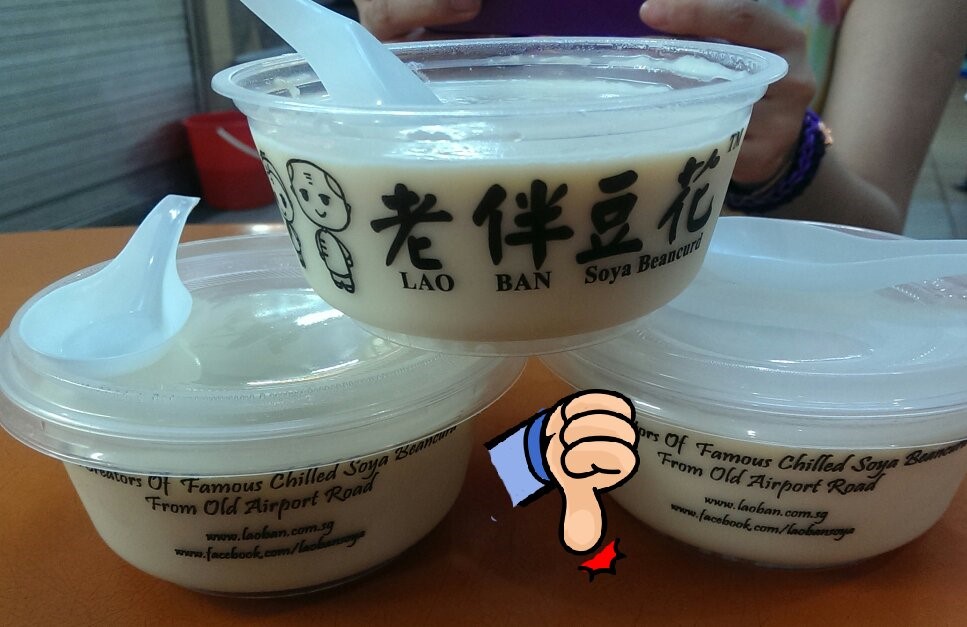 老伴豆花 TM
LAO BAN Soya Beancurd
Creators Of Famous Chilled Soya Beancurd
From Old Airport Road
www.laoban.com.sg
www.facebook.com/laobansoya
Of Famous Chilled Soya Beancurd
From Old Airport Road
www.laoban.com.sg
www.facebook.com/laobansoya